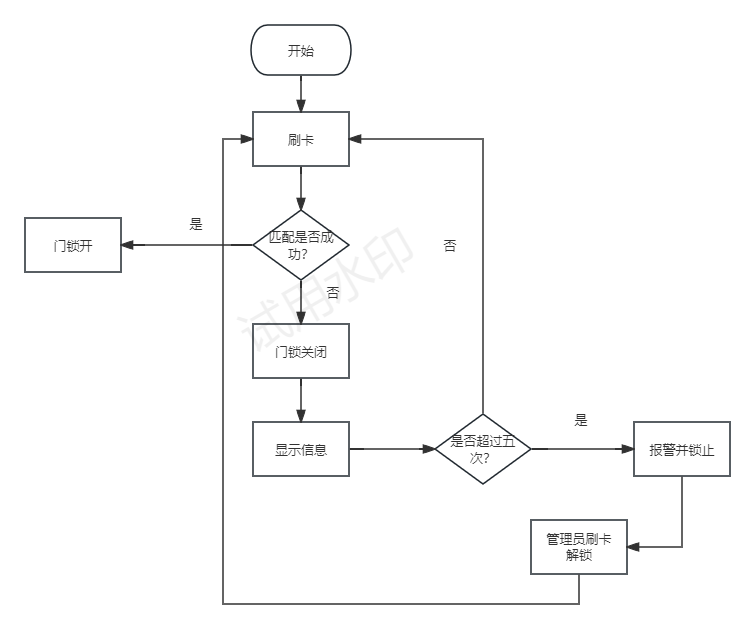 开始
刷卡
是
门锁开
匹配是否成
功?
否
否
试用水印
门锁关闭
显示信息
是否超过五
次?
是
报警并锁止
管理员刷卡
解锁